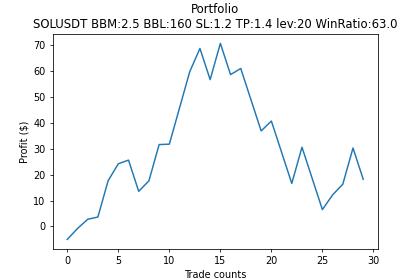 Portfolio
SOLUSDT BBM:2.5 BBL:160 SL:1.2 TP:1.4 lev:20 WinRatio:63.0
70
60
50
40
30
20
10
0
Profit ($)
0 5 10 15 20 25 30
Trade counts